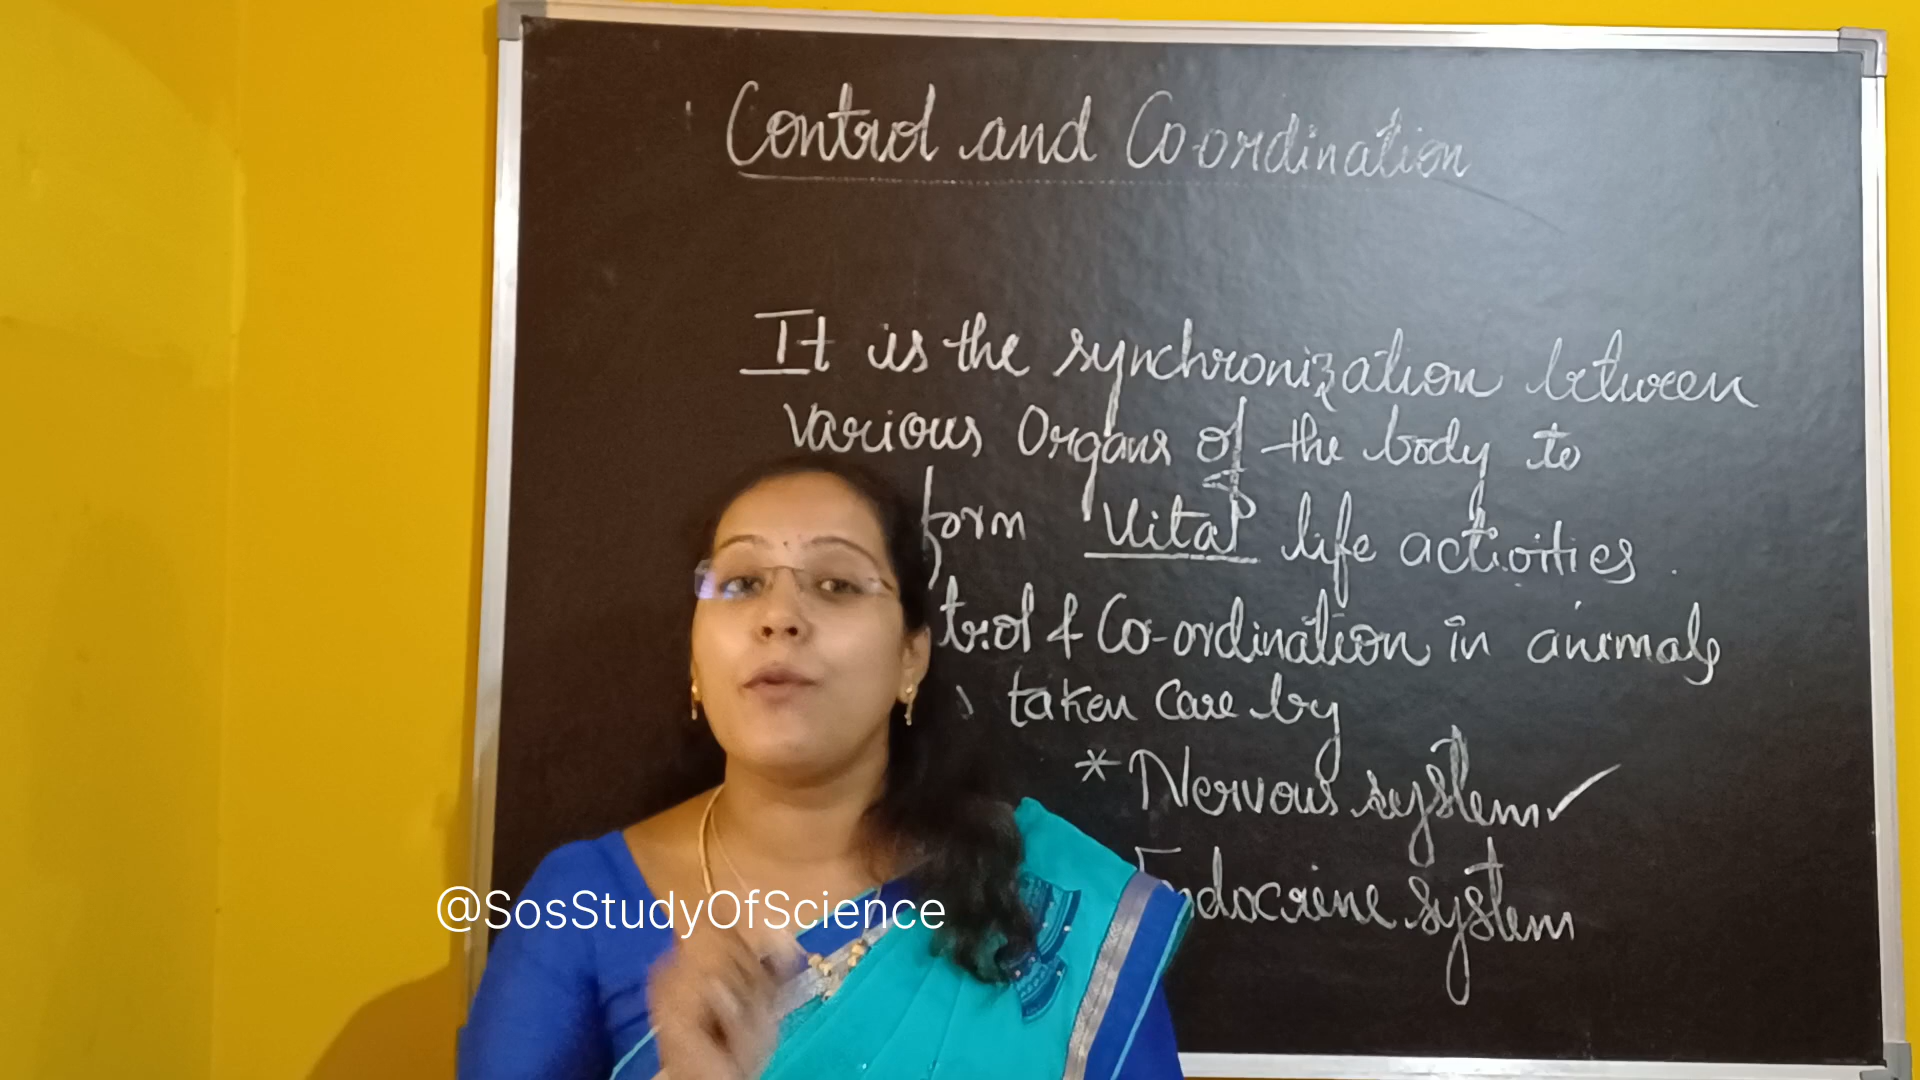 Control and Co-ordination
It is the synchronization between
various Organs of the body to
form Vital life activities.
trol & Co-ordination in animals
taken care by
* Nervous system ✓
Endocrine system
@SosStudyOfScience